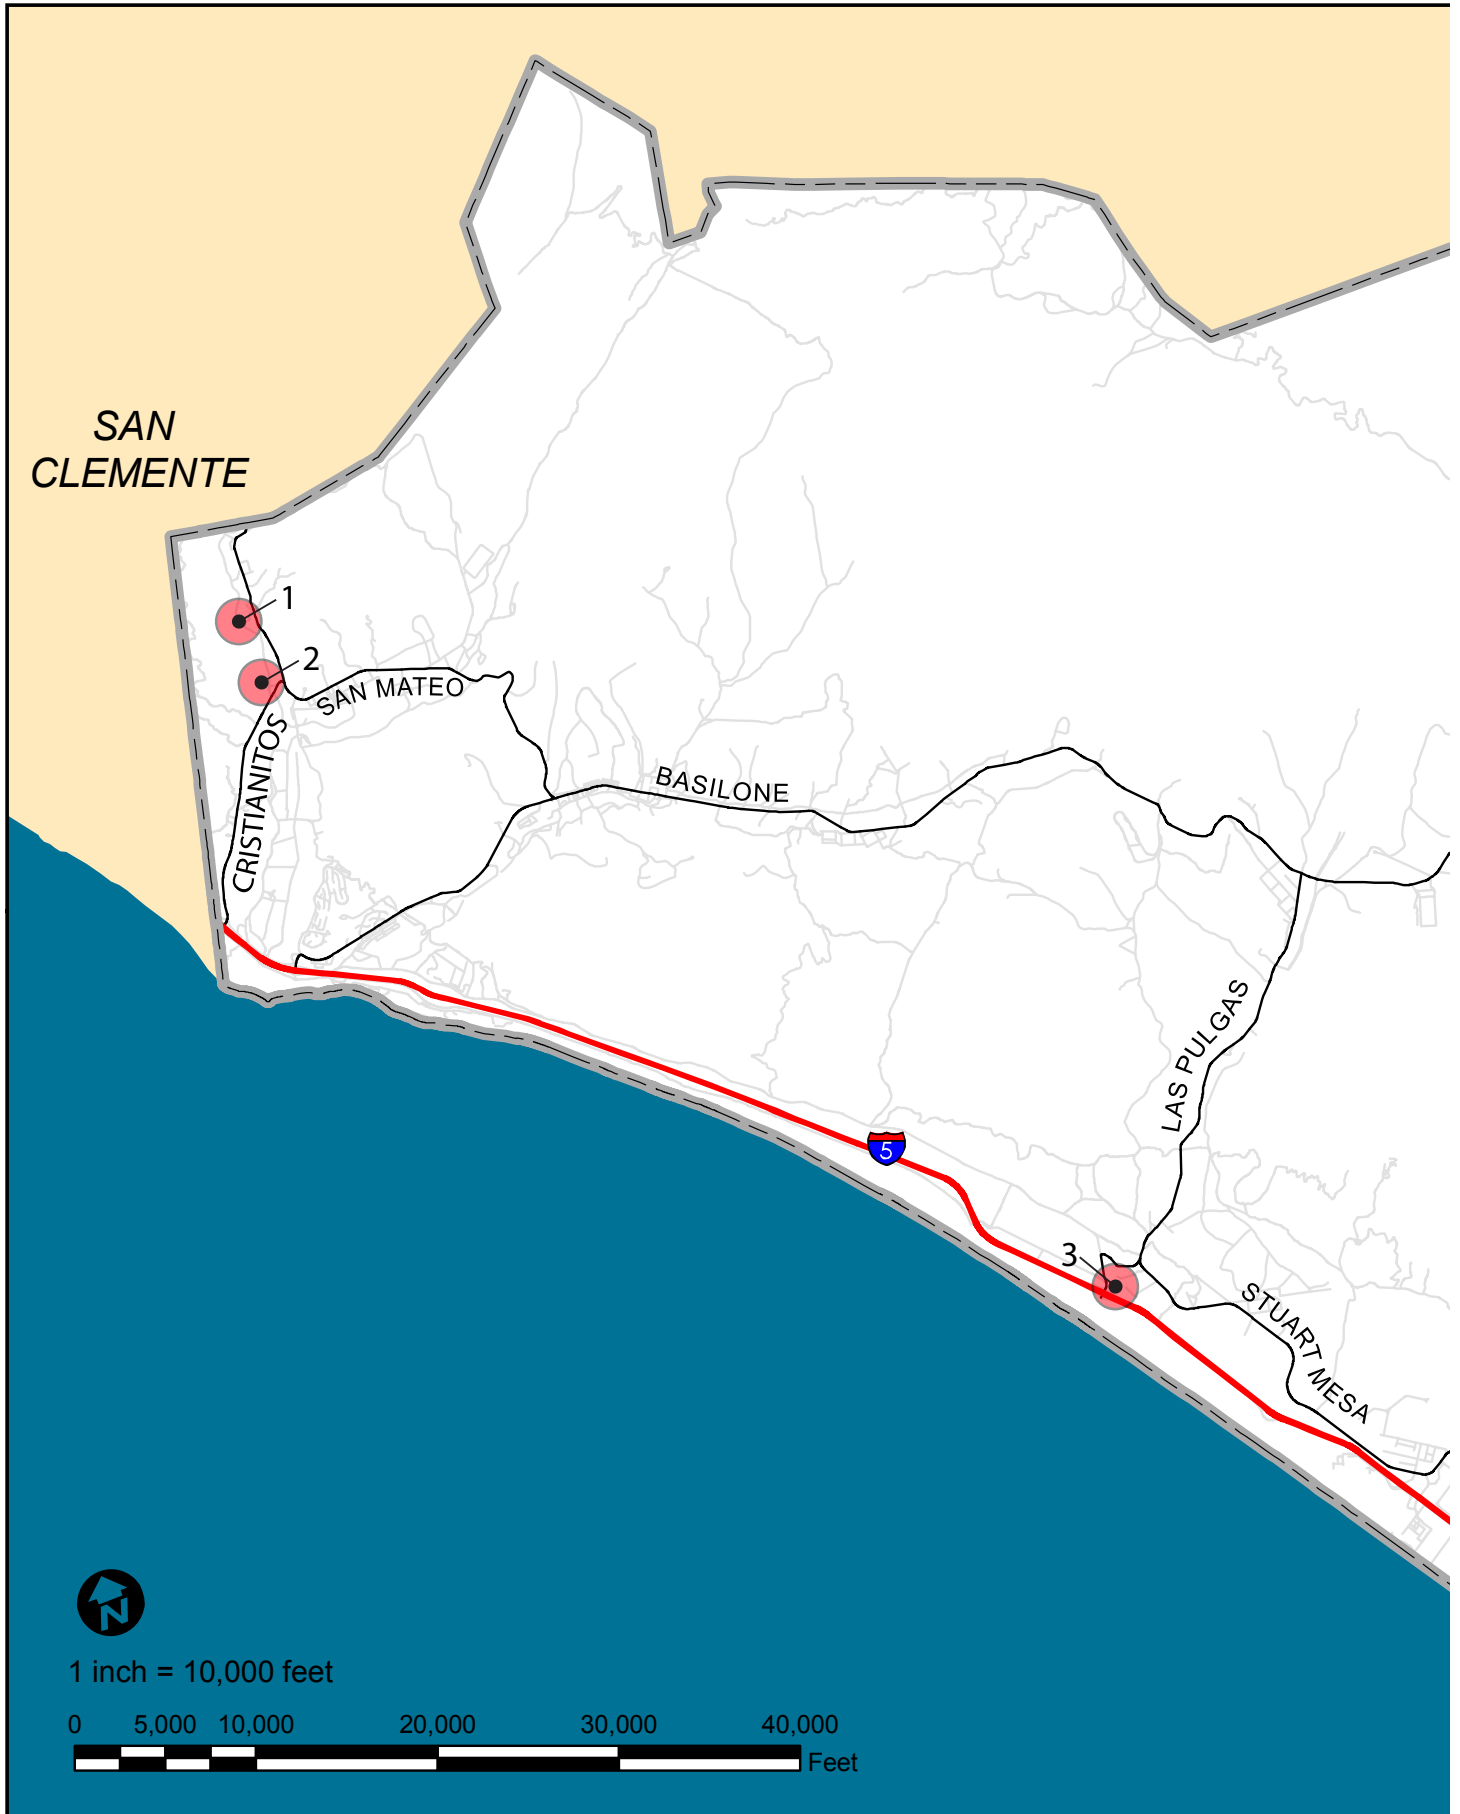 SAN
CLEMENTE
1
2
SAN MATEO
CRISTIANITOS
BASILONE
LAS PULGAS
5
3
STUART MESA
N
1 inch = 10,000 feet
0 5,000 10,000 20,000 30,000 40,000
Feet